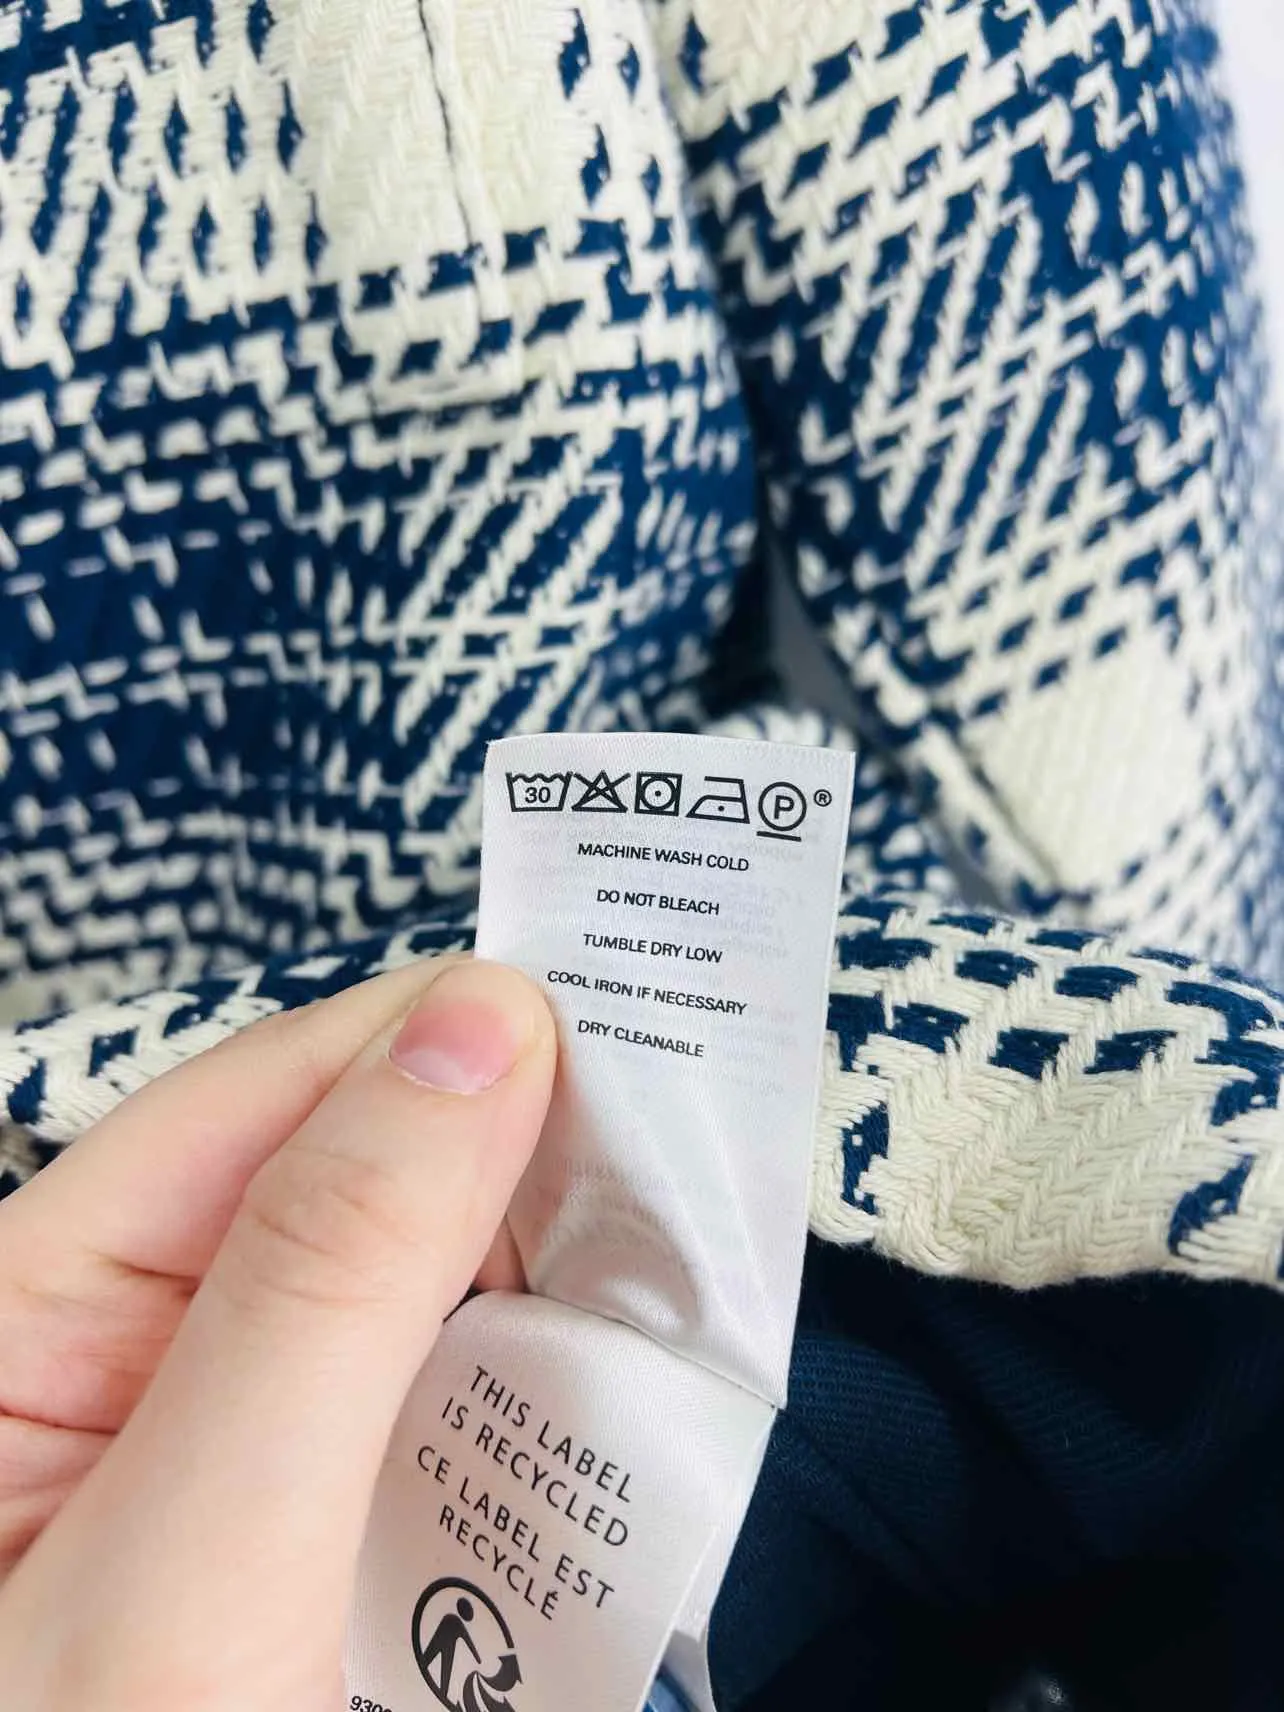 30 P ®
MACHINE WASH COLD
DO NOT BLEACH
TUMBLE DRY LOW
COOL IRON IF NECESSARY
DRY CLEANABLE
THIS LABEL
IS RECYCLED
CE LABEL EST
RECYCLÉ